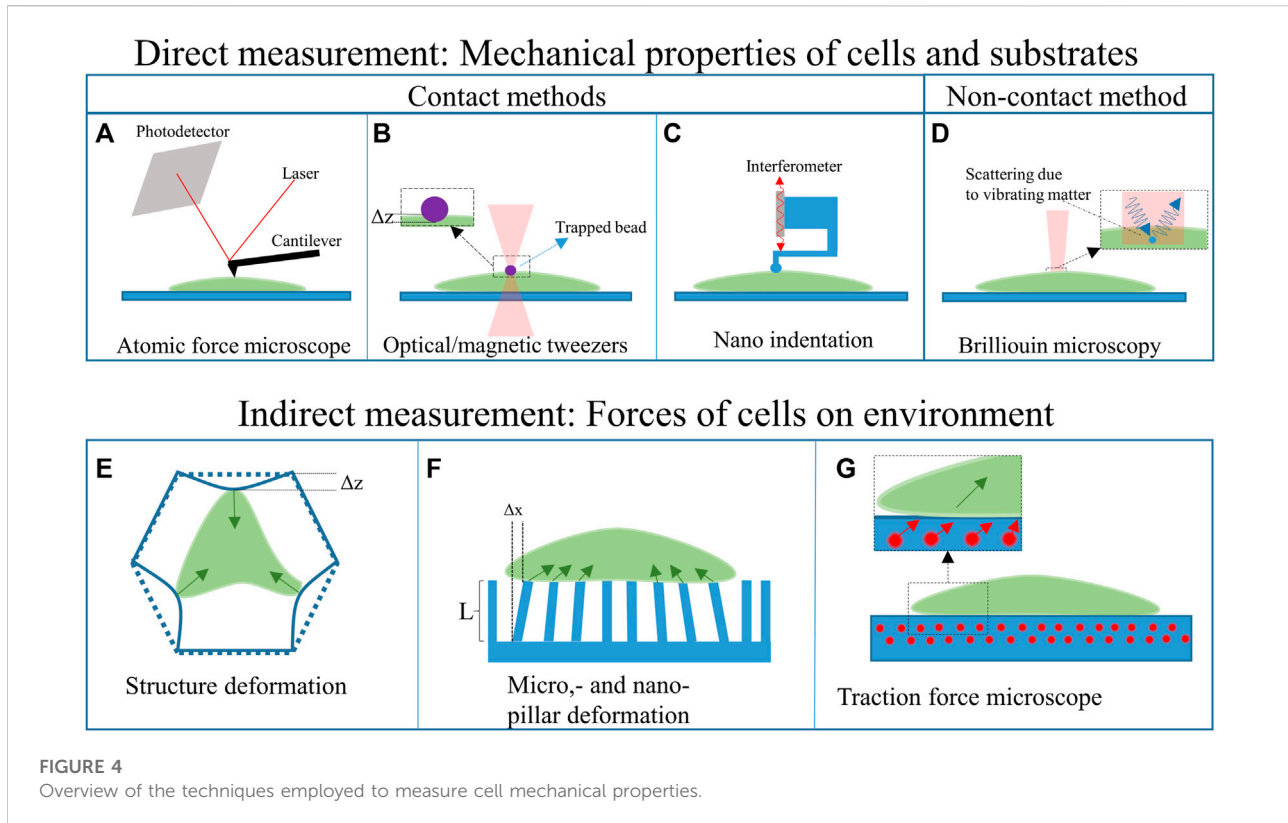 Direct measurement: Mechanical properties of cells and substrates
Contact methods
Non-contact method
A
Photodetector
Laser
Cantilever
Atomic force microscope
B
Δz
Trapped bead
Optical/magnetic tweezers
C
Interferometer
Nano indentation
D
Scattering due
to vibrating matter
Brilliouin microscopy
Indirect measurement: Forces of cells on environment
E
Δz
Structure deformation
F
Δx
L
Micro,- and nano-
pillar deformation
G
Traction force microscope
FIGURE 4
Overview of the techniques employed to measure cell mechanical properties.